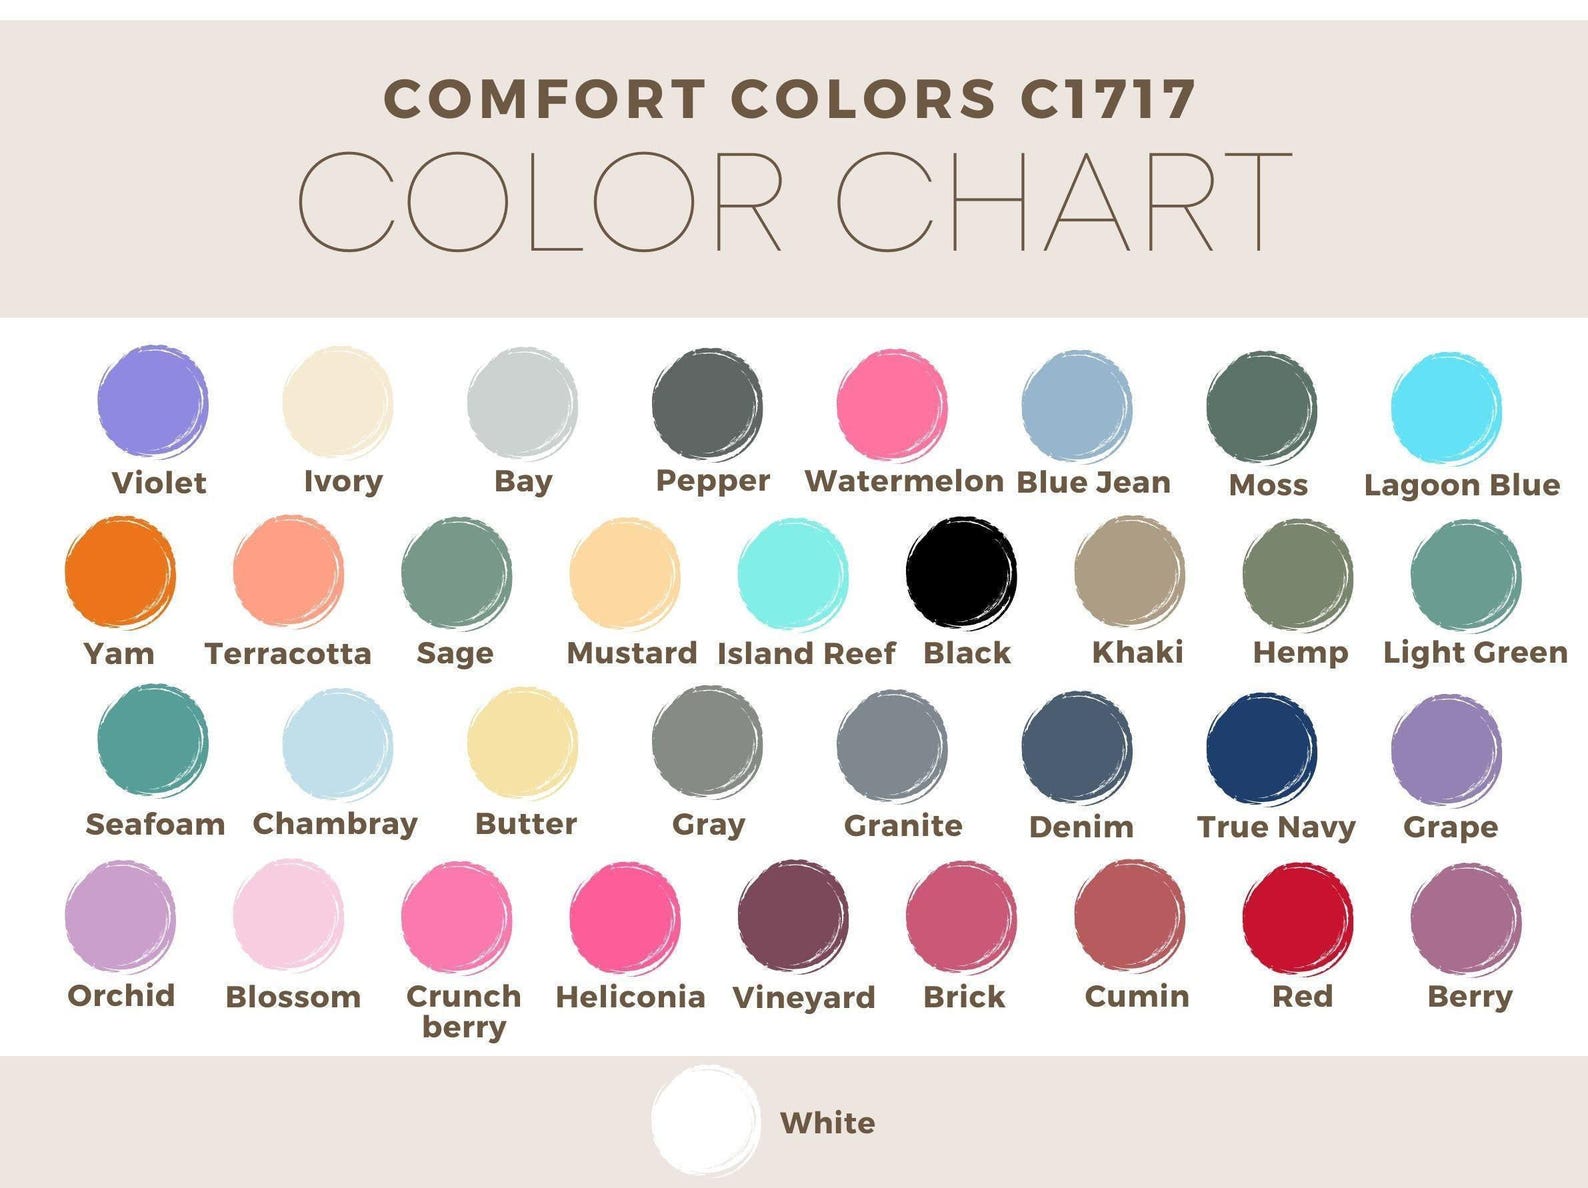 COMFORT COLORS C1717
COLOR CHART
Violet Ivory Bay Pepper Watermelon Blue Jean Moss Lagoon Blue
Yam Terracotta Sage Mustard Island Reef Black Khaki Hemp Light Green
Seafoam Chambray Butter Gray Granite Denim True Navy Grape
Orchid Blossom Crunch berry Heliconia Vineyard Brick Cumin Red Berry
White